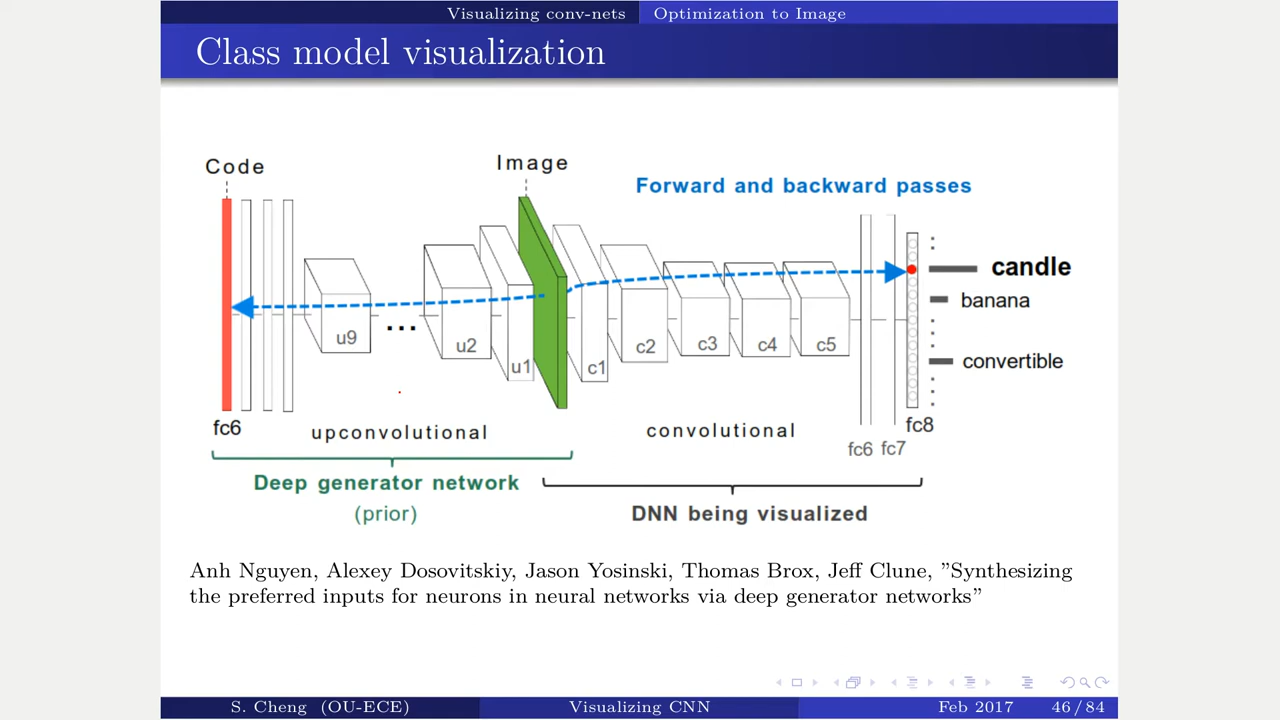 Visualizing conv-nets Optimization to Image
Class model visualization
Code
Image
Forward and backward passes
candle
banana
convertible
u9
...
u2
u1
c1
c2
c3
c4
c5
fc6
upconvolutional
convolutional
fc6 fc7
fc8
Deep generator network
(prior)
DNN being visualized
Anh Nguyen, Alexey Dosovitskiy, Jason Yosinski, Thomas Brox, Jeff Clune, ”Synthesizing
the preferred inputs for neurons in neural networks via deep generator networks”
S. Cheng (OU-ECE) Visualizing CNN Feb 2017 46 / 84